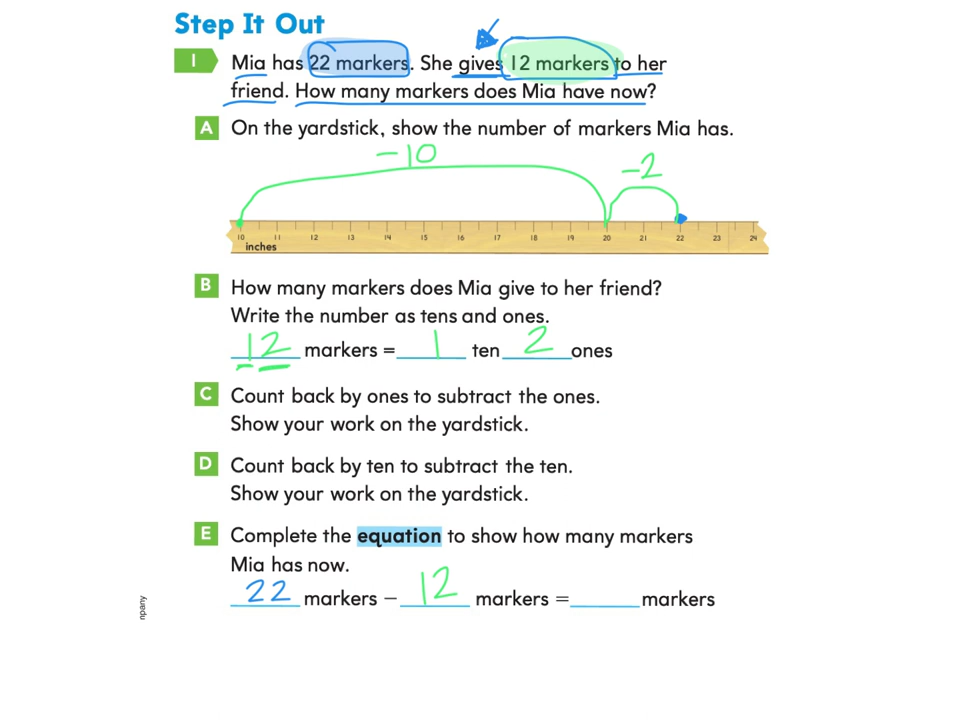 Step It Out
1 Mia has 22 markers. She gives 12 markers to her
friend. How many markers does Mia have now?
A On the yardstick, show the number of markers Mia has.
-10
-2
10 11 12 13 14 15 16 17 18 19 20 21 22 23 24
inches
B How many markers does Mia give to her friend?
Write the number as tens and ones.
12 markers = 1 ten 2 ones
C Count back by ones to subtract the ones.
Show your work on the yardstick.
D Count back by ten to subtract the ten.
Show your work on the yardstick.
E Complete the equation to show how many markers
Mia has now.
22 markers − 12 markers = ______ markers
npany